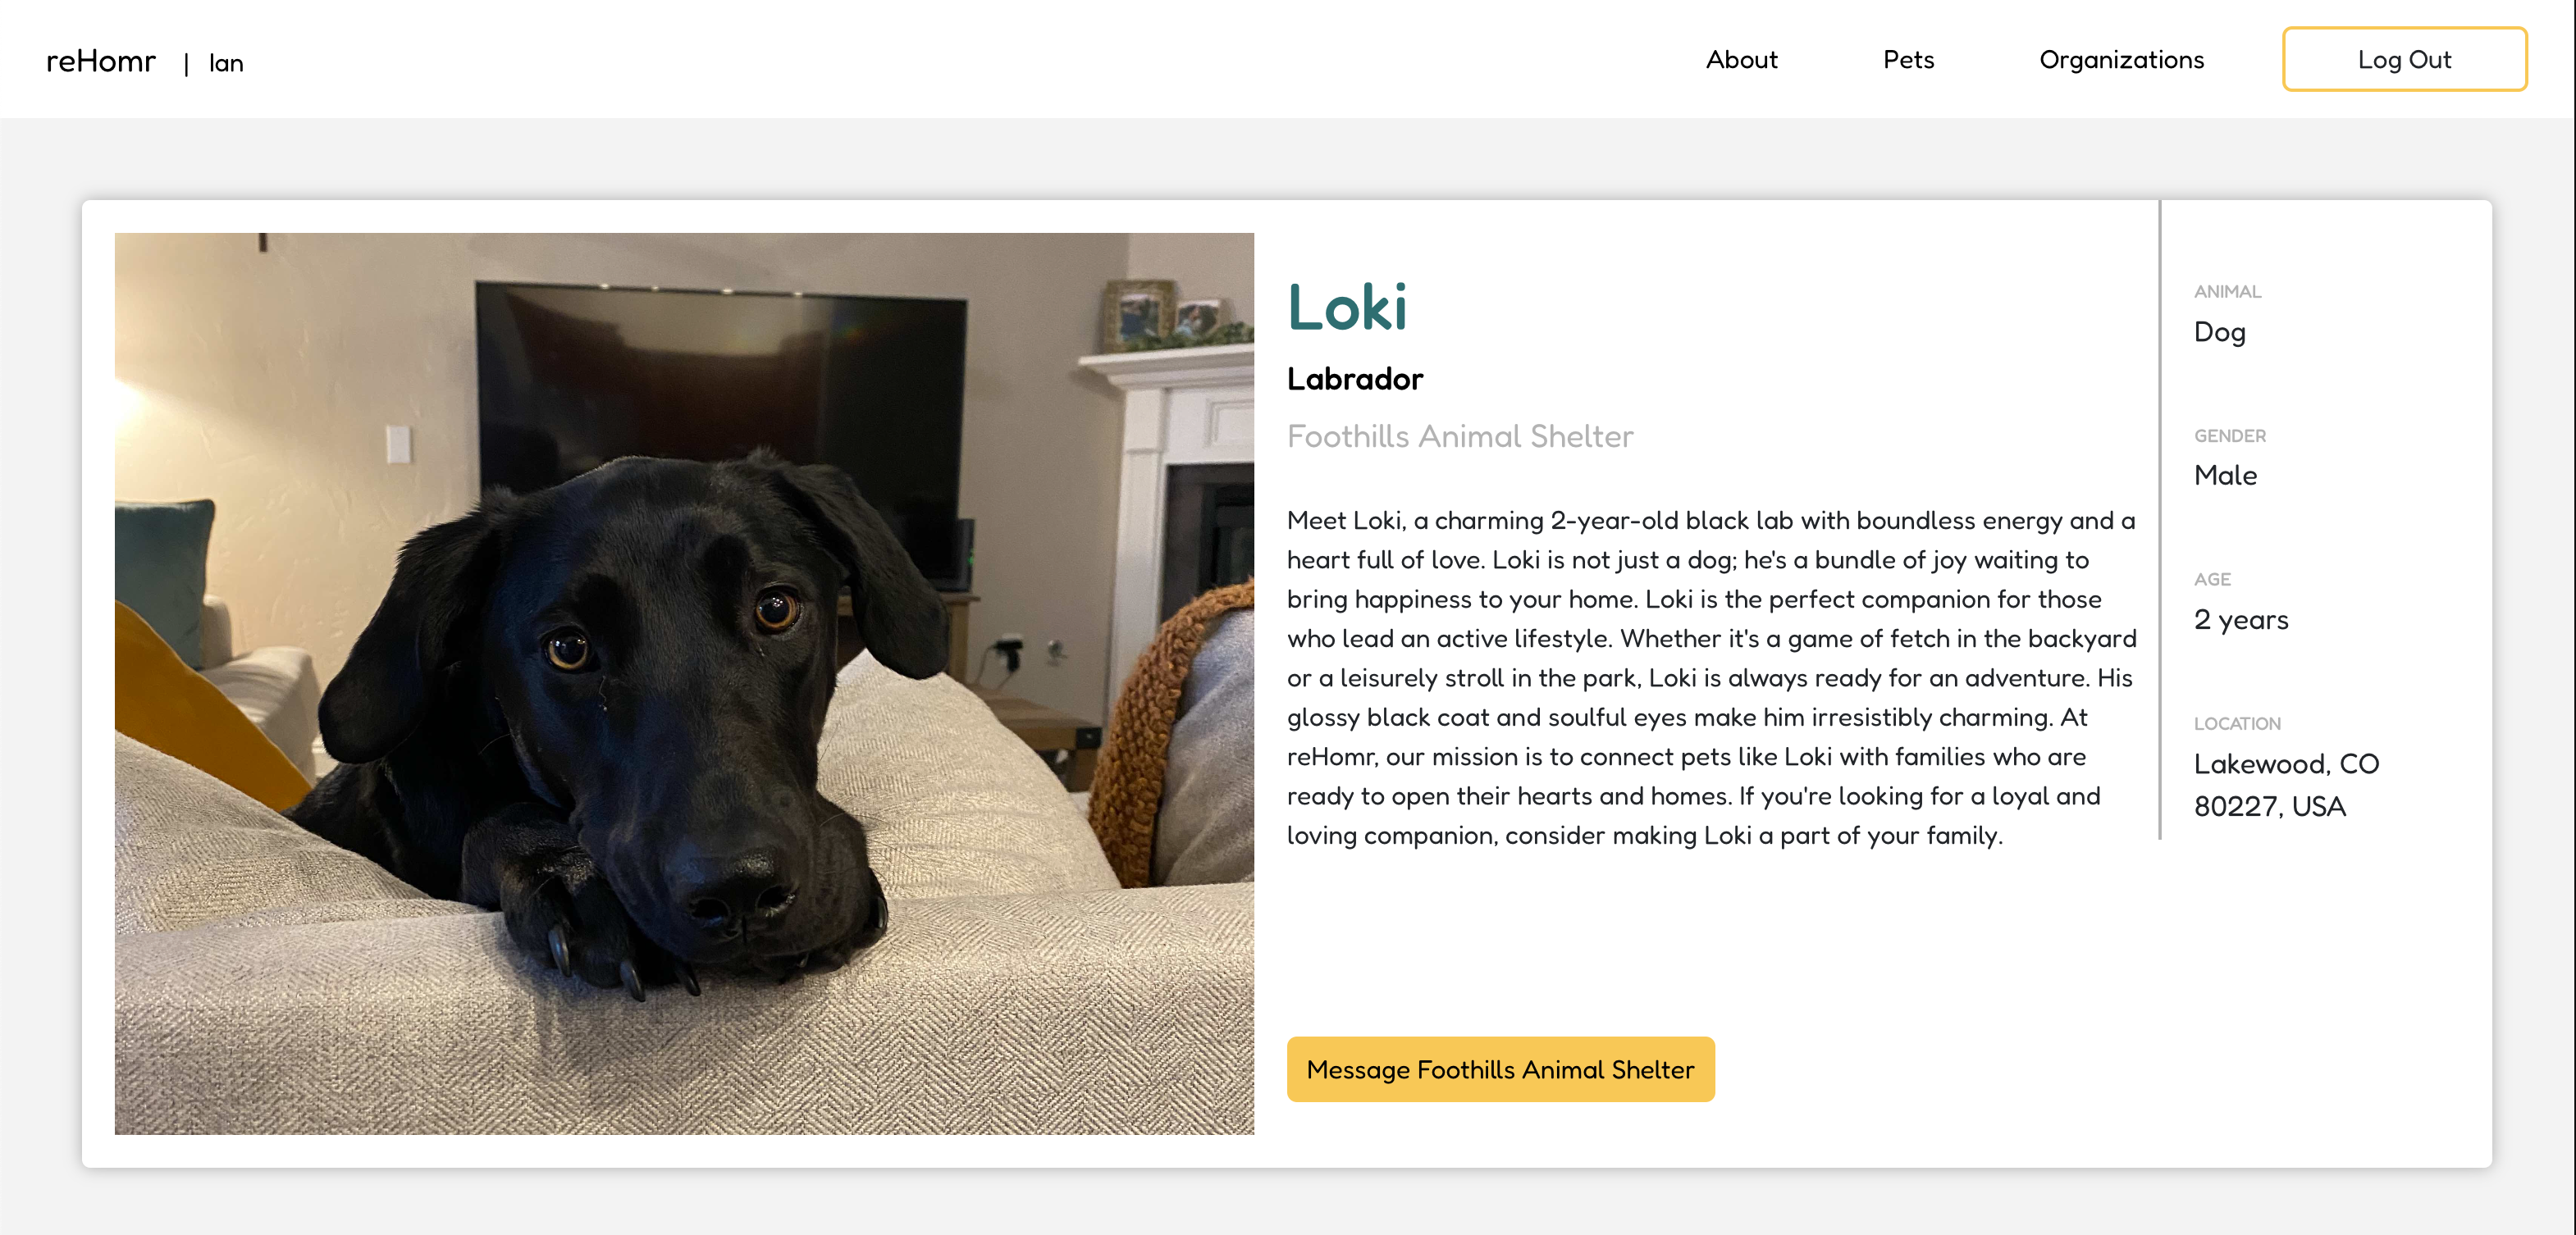 reHomr | Ian
About
Pets
Organizations
Log Out
Loki
Labrador
Foothills Animal Shelter
Meet Loki, a charming 2-year-old black lab with boundless energy and a
heart full of love. Loki is not just a dog; he's a bundle of joy waiting to
bring happiness to your home. Loki is the perfect companion for those
who lead an active lifestyle. Whether it's a game of fetch in the backyard
or a leisurely stroll in the park, Loki is always ready for an adventure. His
glossy black coat and soulful eyes make him irresistibly charming. At
reHomr, our mission is to connect pets like Loki with families who are
ready to open their hearts and homes. If you're looking for a loyal and
loving companion, consider making Loki a part of your family.
Message Foothills Animal Shelter
ANIMAL
Dog
GENDER
Male
AGE
2 years
LOCATION
Lakewood, CO
80227, USA